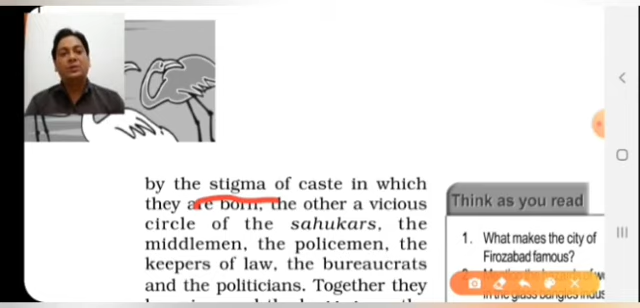 by the stigma of caste in which
they are born, the other a vicious
circle of the sahukars, the
middlemen, the policemen, the
keepers of law, the bureaucrats
and the politicians. Together they
Think as you read
1. What makes the city of
Firozabad famous?